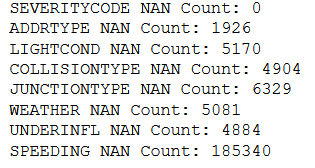 SEVERITYCODE NAN Count: 0
ADDRTYPE NAN Count: 1926
LIGHTCOND NAN Count: 5170
COLLISIONTYPE NAN Count: 4904
JUNCTIONTYPE NAN Count: 6329
WEATHER NAN Count: 5081
UNDERINFL NAN Count: 4884
SPEEDING NAN Count: 185340